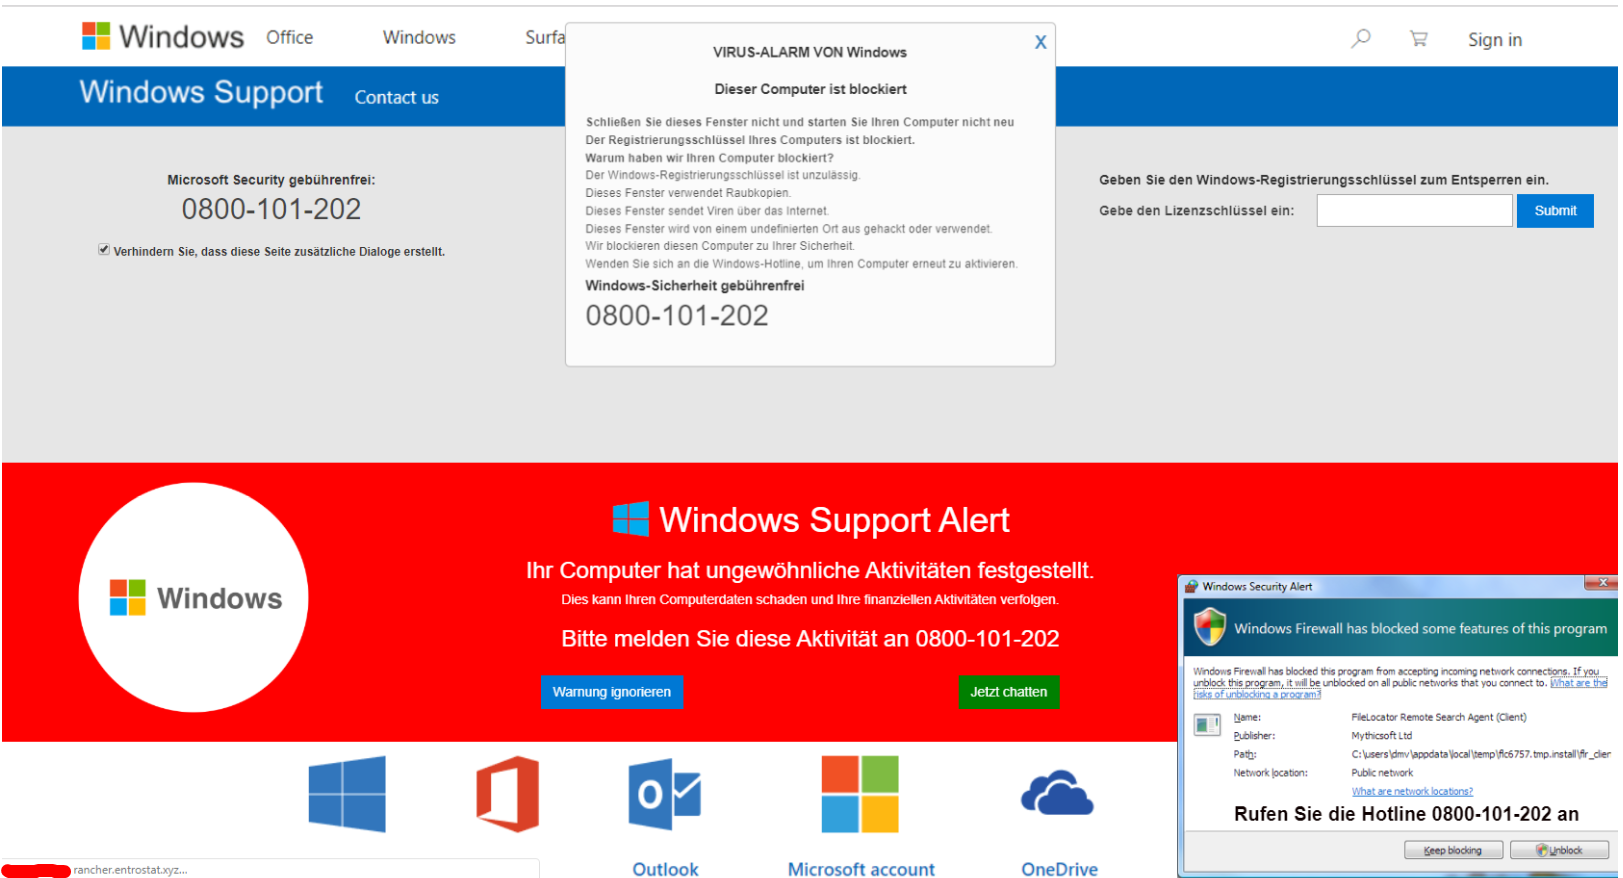 Windows Office Windows Surfa
Sign in
Windows Support Contact us
VIRUS-ALARM VON Windows
X
Dieser Computer ist blockiert
Schließen Sie dieses Fenster nicht und starten Sie Ihren Computer nicht neu
Der Registrierungsschlüssel Ihres Computers ist blockiert.
Warum haben wir Ihren Computer blockiert?
Der Windows-Registrierungsschlüssel ist unzulässig.
Dieses Fenster verwendet Raubkopien.
Dieses Fenster sendet Viren über das Internet.
Dieses Fenster wird von einem undefinierten Ort aus gehackt oder verwendet.
Wir blockieren diesen Computer zu Ihrer Sicherheit.
Wenden Sie sich an die Windows-Hotline, um Ihren Computer erneut zu aktivieren.
Windows-Sicherheit gebührenfrei
0800-101-202
Microsoft Security gebührenfrei:
0800-101-202
Verhindern Sie, dass diese Seite zusätzliche Dialoge erstellt.
Geben Sie den Windows-Registrierungsschlüssel zum Entsperren ein.
Gebe den Lizenzschlüssel ein:
Submit
Windows
Windows Support Alert
Ihr Computer hat ungewöhnliche Aktivitäten festgestellt.
Dies kann Ihren Computerdaten schaden und Ihre finanziellen Aktivitäten verfolgen.
Bitte melden Sie diese Aktivität an 0800-101-202
Warnung ignorieren
Jetzt chatten
Windows Security Alert
Windows Firewall has blocked some features of this program
Windows Firewall has blocked this program from accepting incoming network connections. If you
unblock this program, it will be unblocked on all public networks that you connect to. What are the
risks of unblocking a program?
Name: FileLocator Remote Search Agent (Client)
Publisher: Mythicsoft Ltd
Path: C:\users\dmv\appdata\local\temp\flc6757.tmp.install\flr_clier
Network location: Public network
What are network locations?
Rufen Sie die Hotline 0800-101-202 an
Keep blocking
Unblock
Outlook
Microsoft account
OneDrive
rancher.entrostat.xyz...